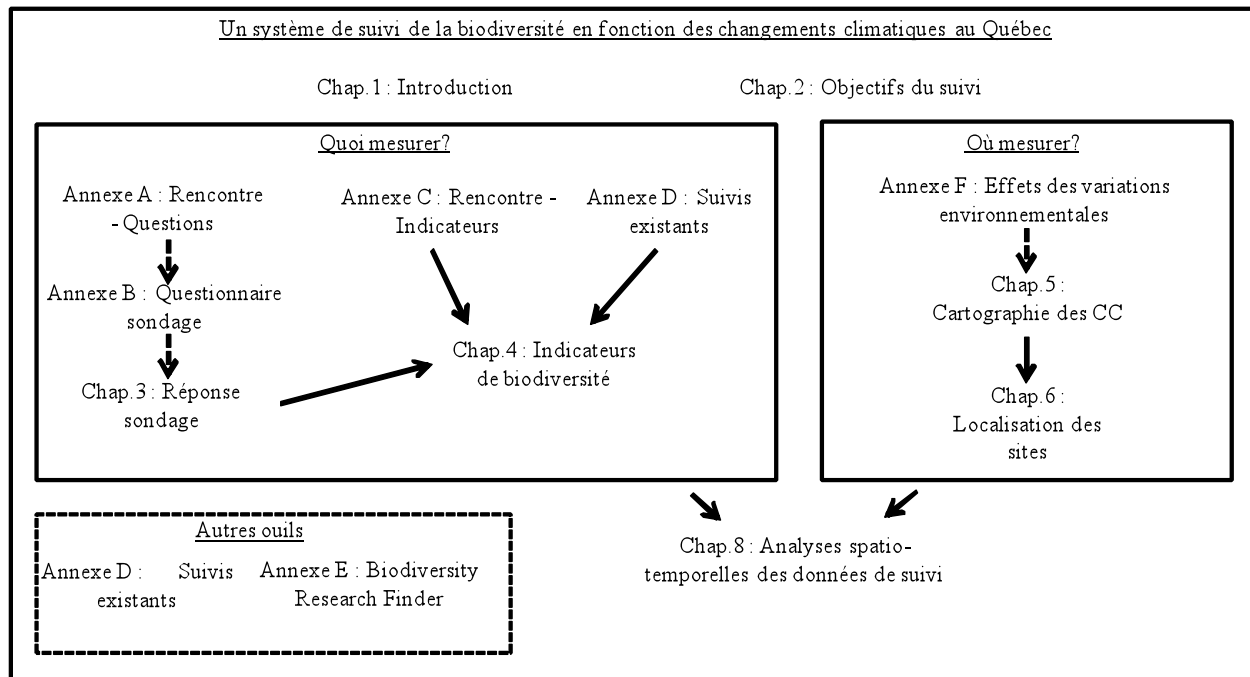 Un système de suivi de la biodiversité en fonction des changements climatiques au Québec
Chap.1 : Introduction
Chap.2 : Objectifs du suivi
Quoi mesurer?
Annexe A : Rencontre
- Questions
Annexe B : Questionnaire
sondage
Chap.3 : Réponse
sondage
Annexe C : Rencontre -
Indicateurs
Annexe D : Suivis
existants
Chap.4 : Indicateurs
de biodiversité
Où mesurer?
Annexe F : Effets des variations
environnementales
Chap.5 :
Cartographie des CC
Chap.6 :
Localisation des
sites
Autres ouils
Annexe D : Suivis
existants
Annexe E : Biodiversity
Research Finder
Chap.8 : Analyses spatio-
temporelles des données de suivi